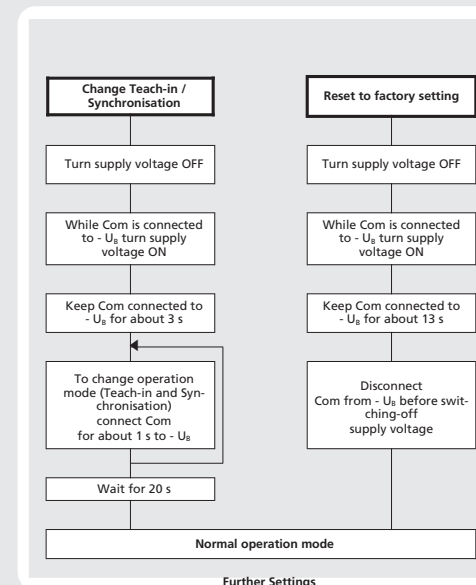 Change Teach-in /
Synchronisation
Turn supply voltage OFF
While Com is connected
to - UB turn supply
voltage ON
Keep Com connected to
- UB for about 3 s
To change operation
mode (Teach-in and Syn-
chronisation)
connect Com
for about 1 s to - UB
Wait for 20 s
Reset to factory setting
Turn supply voltage OFF
While Com is connected
to - UB turn supply
voltage ON
Keep Com connected to
- UB for about 13 s
Disconnect
Com from - UB before swit-
ching-off
supply voltage
Normal operation mode
Further Settings